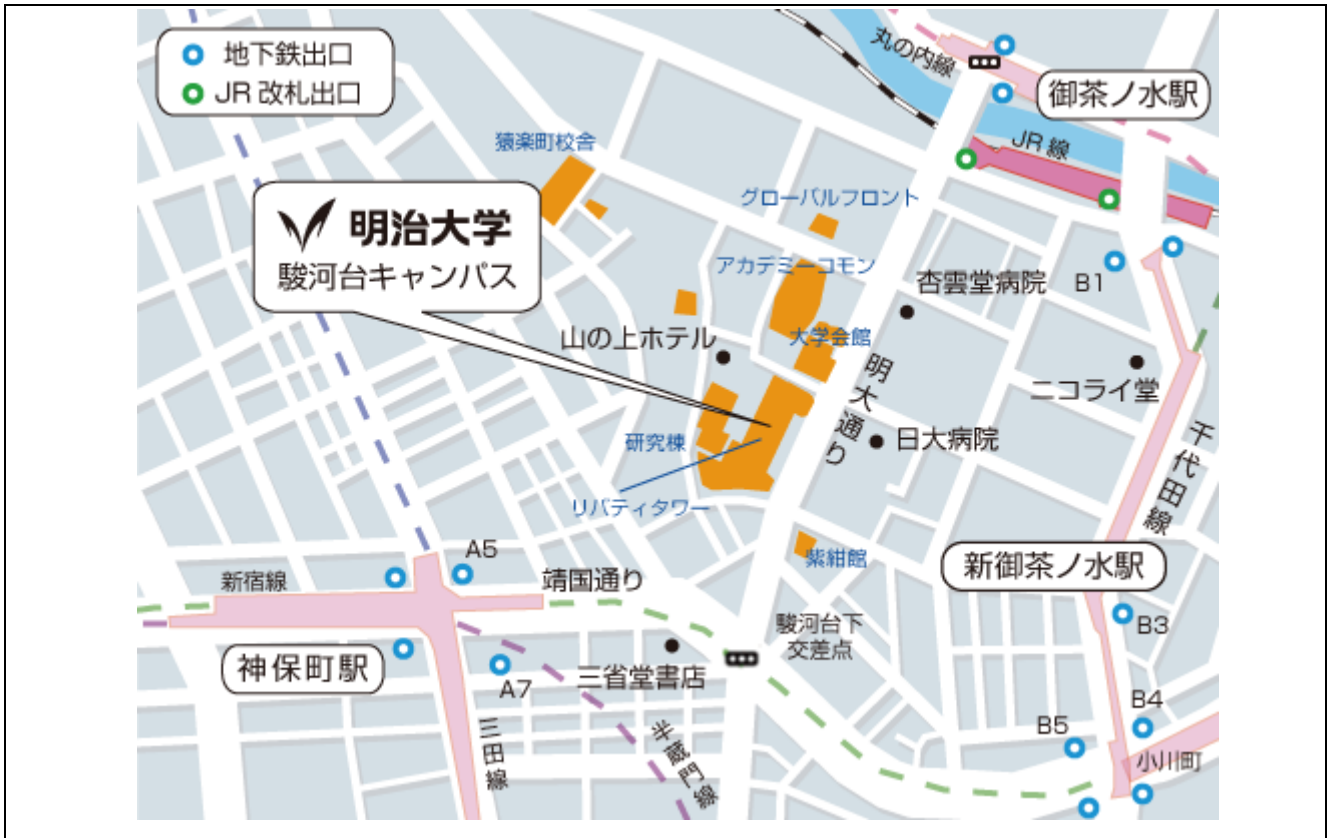 地下鉄出口
JR 改札出口
丸の内線
御茶ノ水駅
JR 線
猿楽町校舎
グローバルフロント
明治大学
駿河台キャンパス
アカデミーコモン
杏雲堂病院
B1
山の上ホテル
大学会館
明大通り
ニコライ堂
研究棟
日大病院
千代田線
リバティタワー
A5
紫紺館
新御茶ノ水駅
新宿線
靖国通り
駿河台下
交差点
B3
神保町駅
A7
三省堂書店
三田線
半蔵門線
B4
B5
小川町